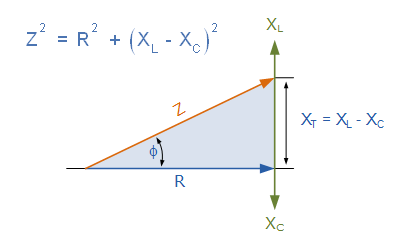 Z² = R² + (X_L - X_C)²
X_L
Z
X_T = X_L - X_C
ϕ
R
X_C